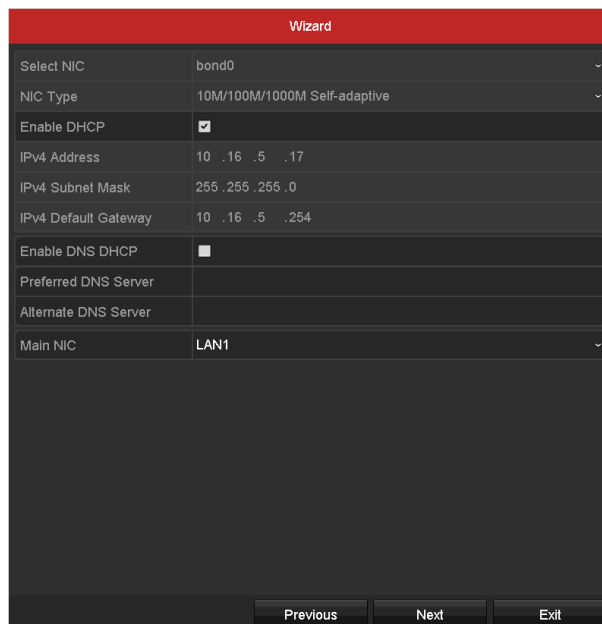 Wizard
Select NIC bond0
NIC Type 10M/100M/1000M Self-adaptive
Enable DHCP
IPv4 Address 10 .16 .5 .17
IPv4 Subnet Mask 255 .255 .255 .0
IPv4 Default Gateway 10 .16 .5 .254
Enable DNS DHCP
Preferred DNS Server
Alternate DNS Server
Main NIC LAN1
Previous Next Exit